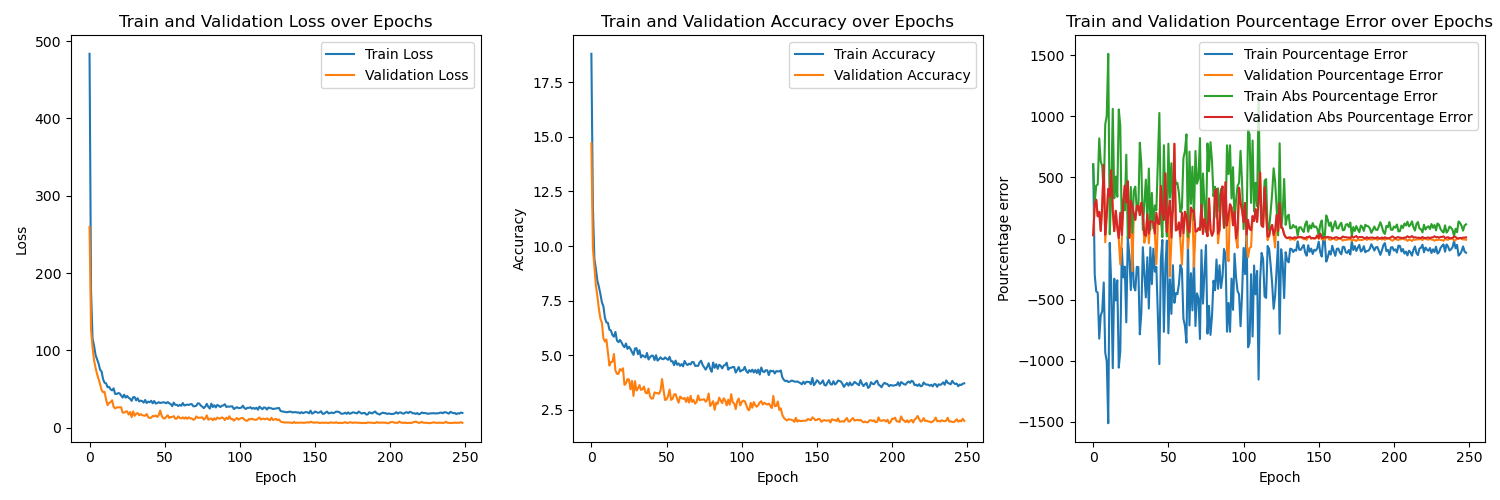 Train and Validation Loss over Epochs
500
400
300
200
100
0
Loss
0 50 100 150 200 250
Epoch
Train Loss
Validation Loss
Train and Validation Accuracy over Epochs
17.5
15.0
12.5
10.0
7.5
5.0
2.5
Accuracy
0 50 100 150 200 250
Epoch
Train Accuracy
Validation Accuracy
Train and Validation Pourcentage Error over Epochs
1500
1000
500
0
−500
−1000
−1500
Pourcentage error
0 50 100 150 200 250
Epoch
Train Pourcentage Error
Validation Pourcentage Error
Train Abs Pourcentage Error
Validation Abs Pourcentage Error